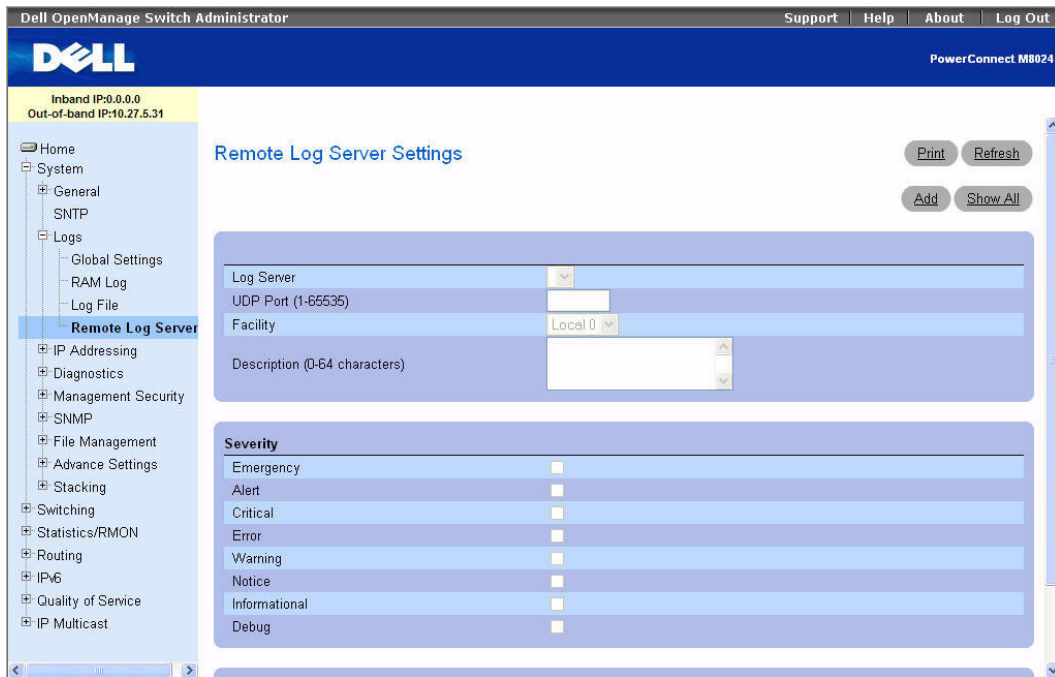 Dell OpenManage Switch Administrator
Support Help About Log Out
DELL
PowerConnect M8024
Inband IP:0.0.0.0
Out-of-band IP:10.27.5.31
Home
System
General
SNTP
Logs
Global Settings
RAM Log
Log File
Remote Log Server
IP Addressing
Diagnostics
Management Security
SNMP
File Management
Advance Settings
Stacking
Switching
Statistics/RMON
Routing
IPv6
Quality of Service
IP Multicast
Remote Log Server Settings
Print Refresh
Add Show All
Log Server
UDP Port (1-65535)
Facility Local 0
Description (0-64 characters)
Severity
Emergency
Alert
Critical
Error
Warning
Notice
Informational
Debug